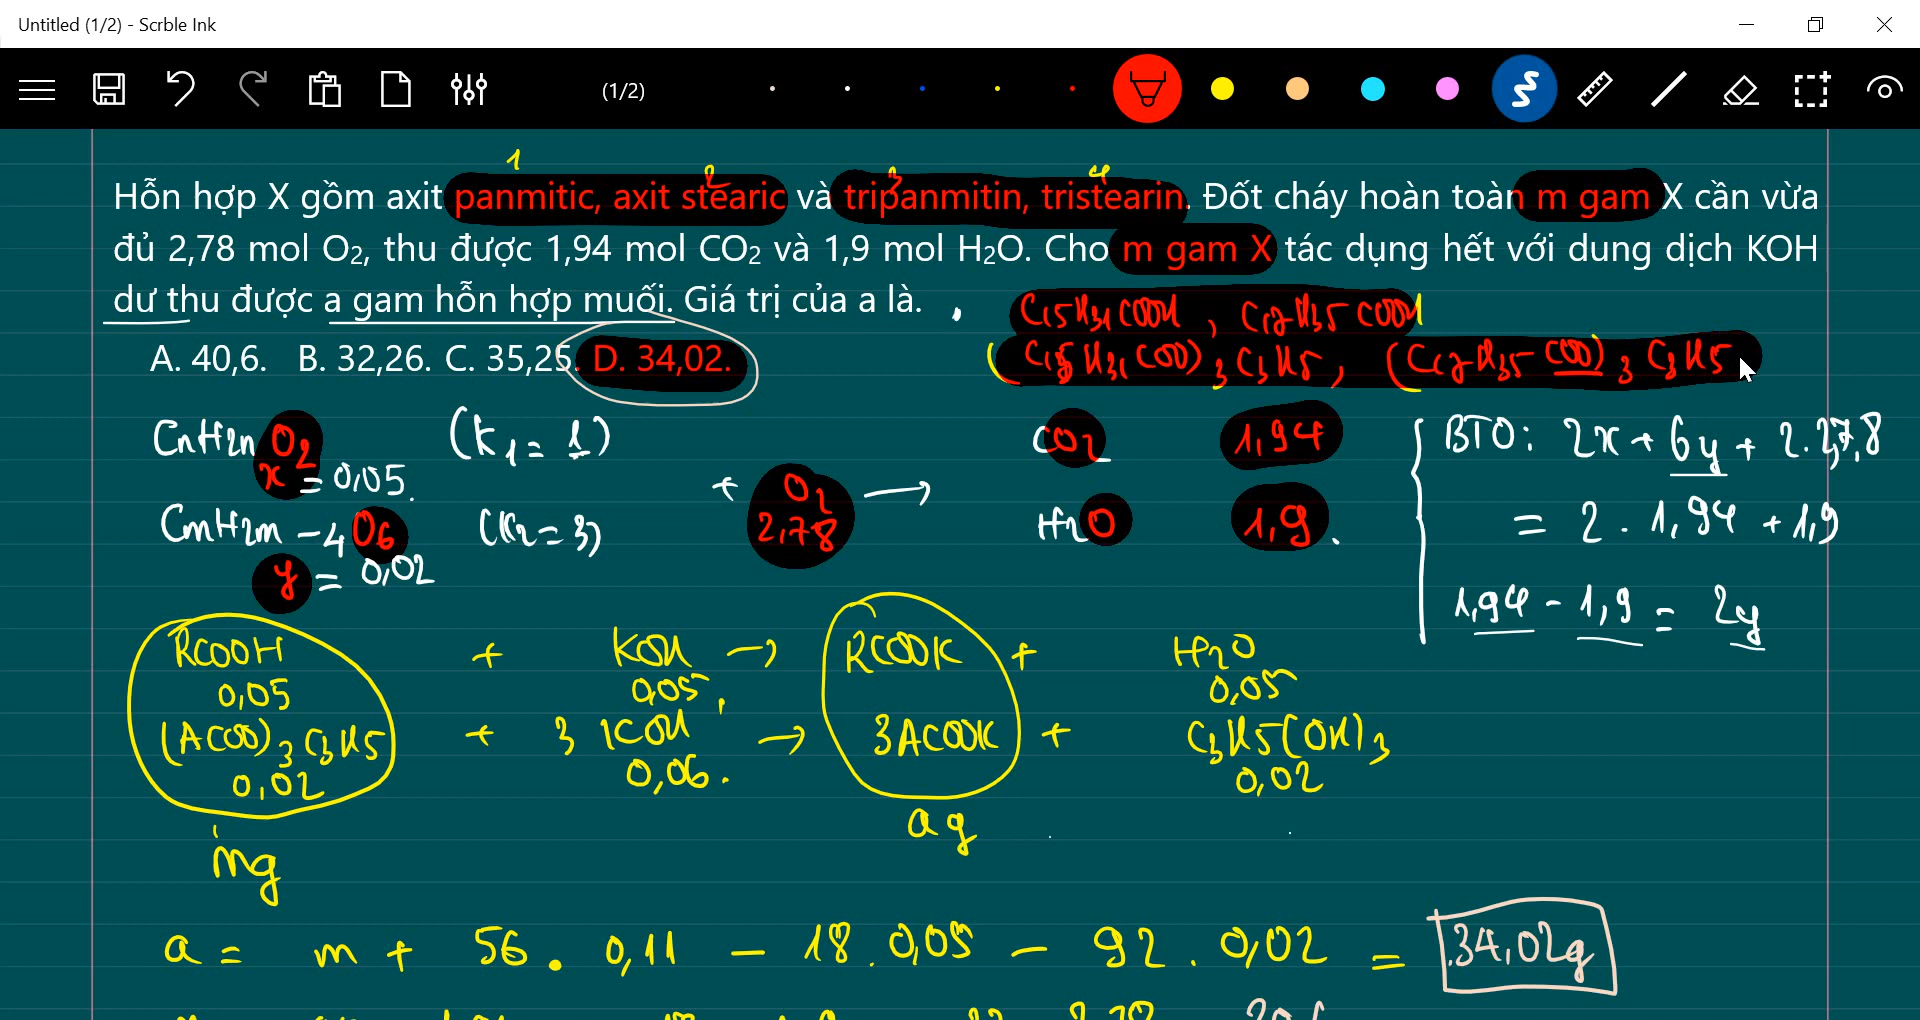 Untitled (1/2) - Scrble Ink
(1/2)
1 2 3 4
Hỗn hợp X gồm axit panmitic, axit stearic và tripanmitin, tristearin. Đốt cháy hoàn toàn m gam X cần vừa
đủ 2,78 mol O2, thu được 1,94 mol CO2 và 1,9 mol H2O. Cho m gam X tác dụng hết với dung dịch KOH
dư thu được a gam hỗn hợp muối. Giá trị của a là.
C15H31COOH, C17H35COOH
(C15H31COO)3C3H5, (C17H35COO)3C3H5
A. 40,6. B. 32,26. C. 35,25. D. 34,02.
CnH2nO2 (K1 = 1)
x = 0,05.
CmH2m-4O6 (K2 = 3)
y = 0,02
+ O2 →
2,78
CO2 1,94
H2O 1,9.
BTO: 2x + 6y + 2.27,8
= 2.1,94 + 1,9
1,94 - 1,9 = 2y
RCOOH + KOH → RCOOK + H2O
0,05 0,05, 0,05
(ACOO)3C3H5 + 3KOH → 3ACOOK + C3H5(OH)3
0,02 0,06. 0,02
mg ag
a = m + 56.0,11 - 18.0,05 - 92.0,02 = 34,02g